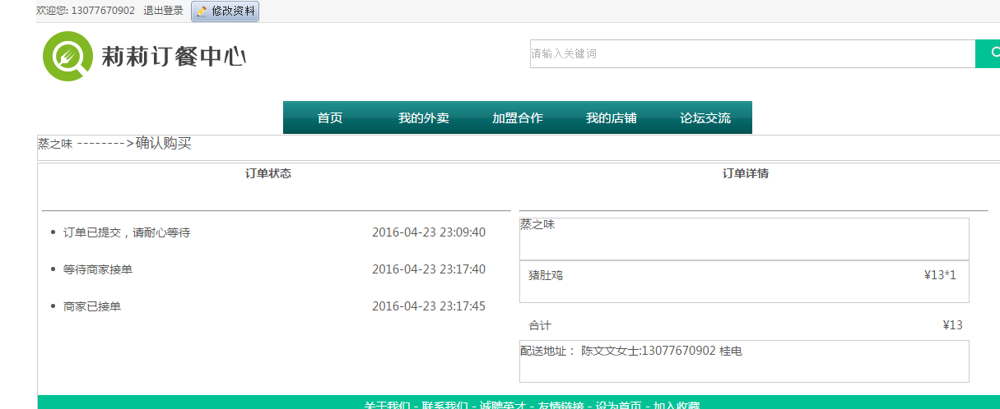 欢迎您: 13077670902 退出登录 修改资料
莉莉订餐中心
请输入关键词
首页 我的外卖 加盟合作 我的店铺 论坛交流
蒸之味 -------->确认购买
订单状态
订单已提交，请耐心等待 2016-04-23 23:09:40
等待商家接单 2016-04-23 23:17:40
商家已接单 2016-04-23 23:17:45
订单详情
蒸之味
猪肚鸡 ¥13*1
合计 ¥13
配送地址： 陈文文女士:13077670902 桂电
关于我们 - 联系我们 - 诚聘英才 - 友情链接 - 设为首页 - 加入收藏